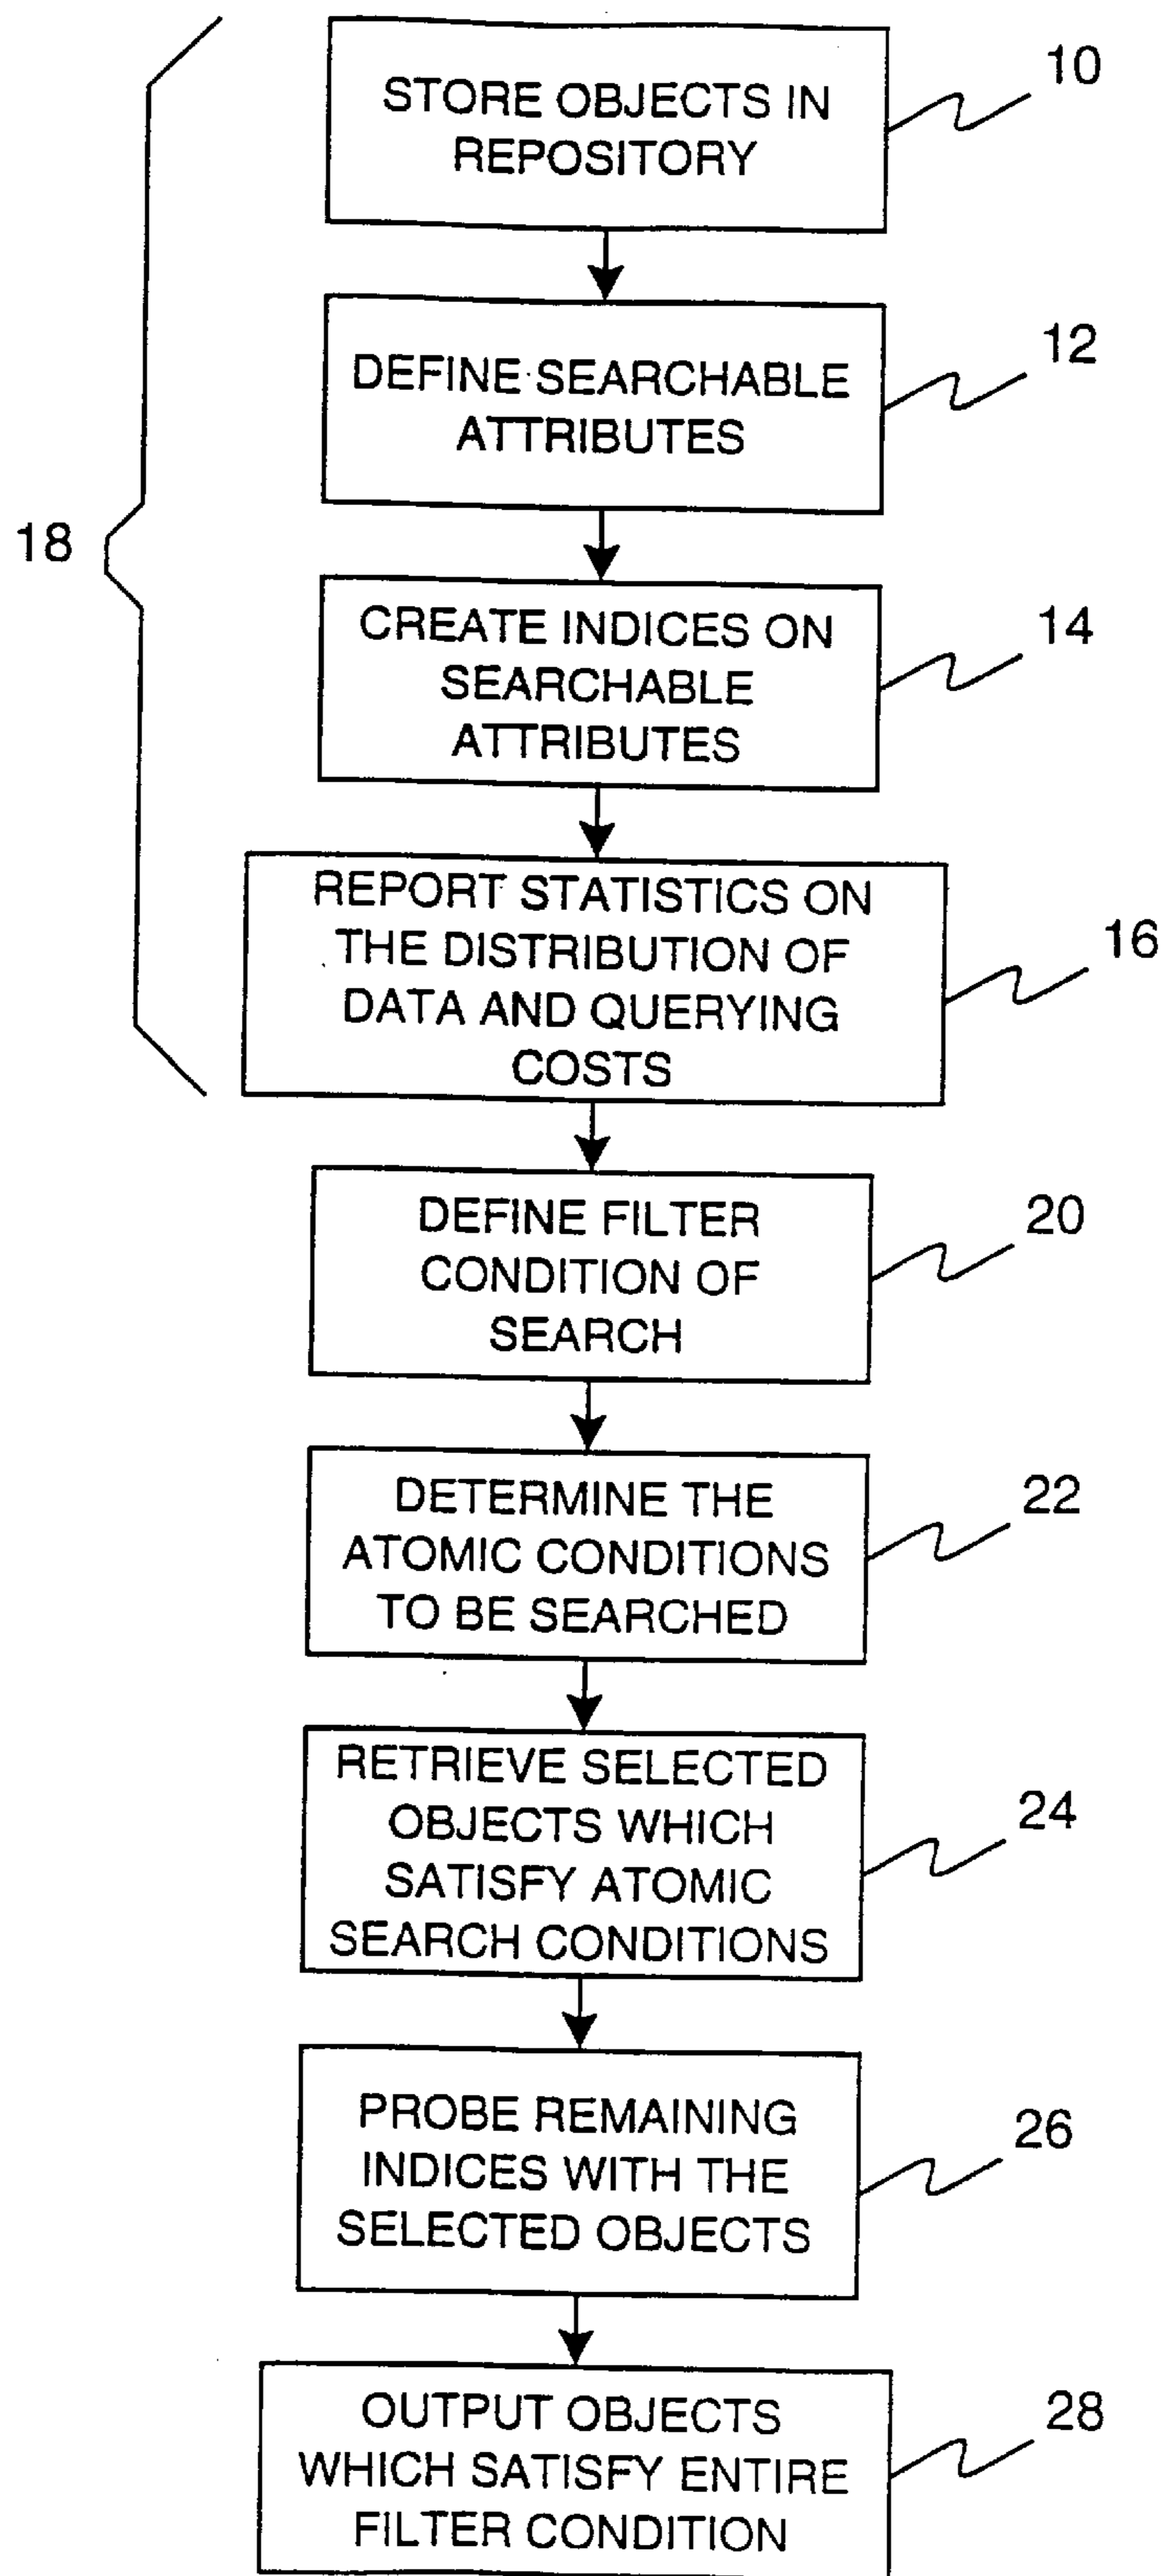 STORE OBJECTS IN
REPOSITORY
10
DEFINE SEARCHABLE
ATTRIBUTES
12
18
CREATE INDICES ON
SEARCHABLE
ATTRIBUTES
14
REPORT STATISTICS ON
THE DISTRIBUTION OF
DATA AND QUERYING
COSTS
16
DEFINE FILTER
CONDITION OF
SEARCH
20
DETERMINE THE
ATOMIC CONDITIONS
TO BE SEARCHED
22
RETRIEVE SELECTED
OBJECTS WHICH
SATISFY ATOMIC
SEARCH CONDITIONS
24
PROBE REMAINING
INDICES WITH THE
SELECTED OBJECTS
26
OUTPUT OBJECTS
WHICH SATISFY ENTIRE
FILTER CONDITION
28